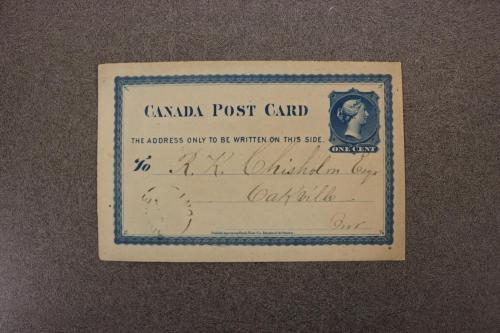 CANADA POST CARD
ONE CENT
THE ADDRESS ONLY TO BE WRITTEN ON THIS SIDE.
To R. K. Chisholm Esq
Oakville
Ont